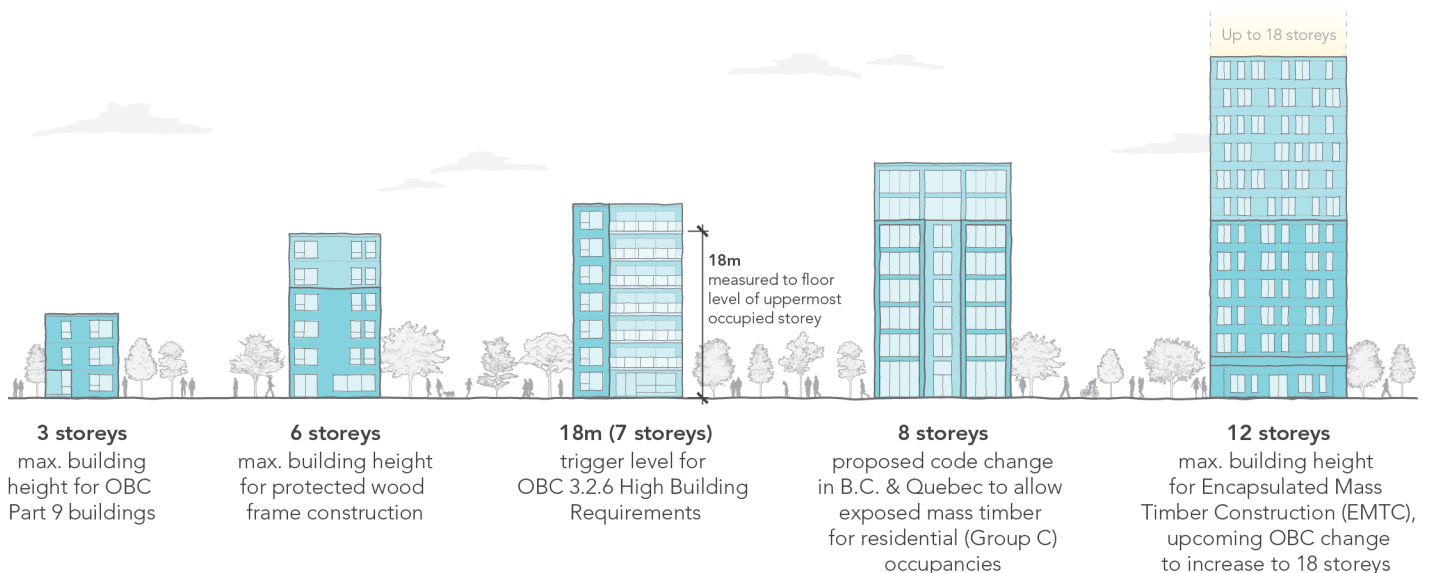 Up to 18 storeys
18m
measured to floor
level of uppermost
occupied storey
3 storeys
max. building
height for OBC
Part 9 buildings
6 storeys
max. building height
for protected wood
frame construction
18m (7 storeys)
trigger level for
OBC 3.2.6 High Building
Requirements
8 storeys
proposed code change
in B.C. & Quebec to allow
exposed mass timber
for residential (Group C)
occupancies
12 storeys
max. building height
for Encapsulated Mass
Timber Construction (EMTC),
upcoming OBC change
to increase to 18 storeys